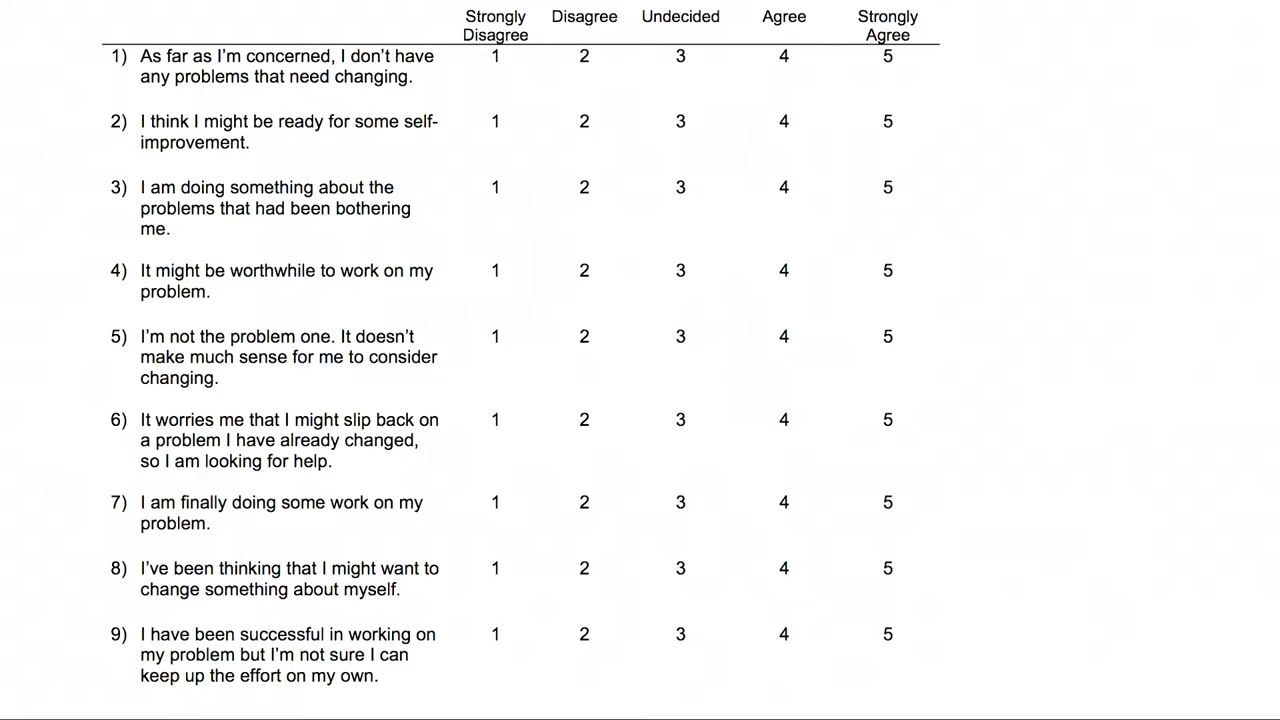 Strongly Disagree Undecided Agree Strongly
Disagree Agree
1) As far as I’m concerned, I don’t have 1 2 3 4 5
any problems that need changing.
2) I think I might be ready for some self- 1 2 3 4 5
improvement.
3) I am doing something about the 1 2 3 4 5
problems that had been bothering
me.
4) It might be worthwhile to work on my 1 2 3 4 5
problem.
5) I’m not the problem one. It doesn’t 1 2 3 4 5
make much sense for me to consider
changing.
6) It worries me that I might slip back on 1 2 3 4 5
a problem I have already changed,
so I am looking for help.
7) I am finally doing some work on my 1 2 3 4 5
problem.
8) I’ve been thinking that I might want to 1 2 3 4 5
change something about myself.
9) I have been successful in working on 1 2 3 4 5
my problem but I’m not sure I can
keep up the effort on my own.